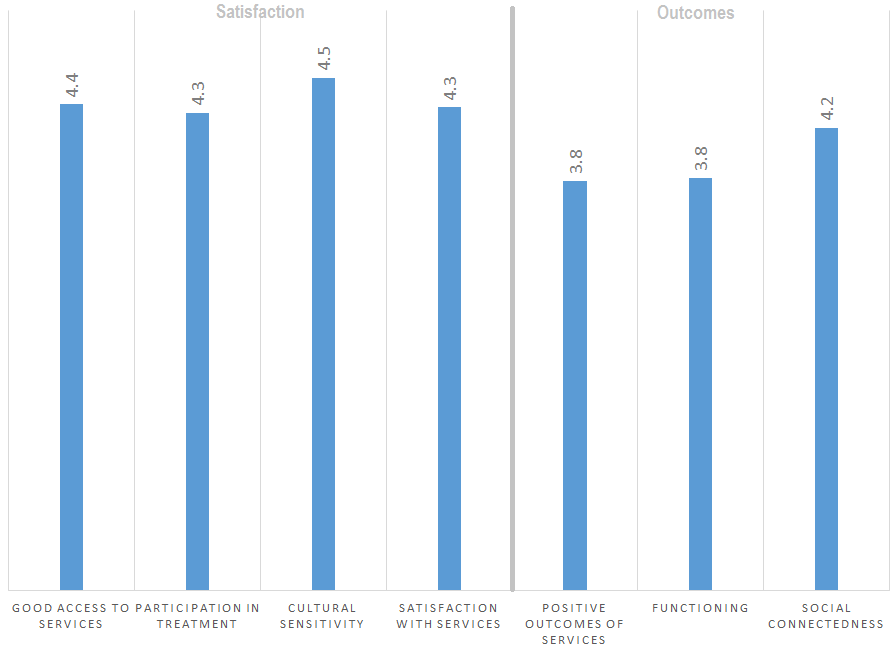 Satisfaction
Outcomes
4.4
4.3
4.5
4.3
3.8
3.8
4.2
GOOD ACCESS TO
SERVICES
PARTICIPATION IN
TREATMENT
CULTURAL
SENSITIVITY
SATISFACTION
WITH SERVICES
POSITIVE
OUTCOMES OF
SERVICES
FUNCTIONING
SOCIAL
CONNECTEDNESS